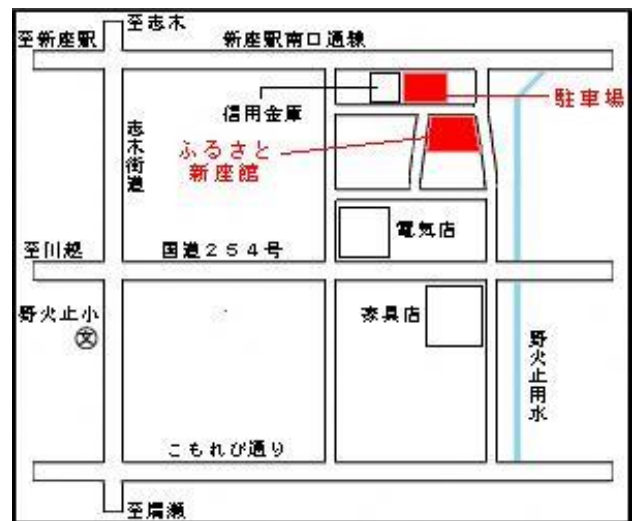 至志木
至新座駅
新座駅南口通線
駐車場
信用金庫
志木街道
ふるさと
新座館
電気店
至川越
国道254号
野火止小
文
家具店
野火止用水
こもれび通り